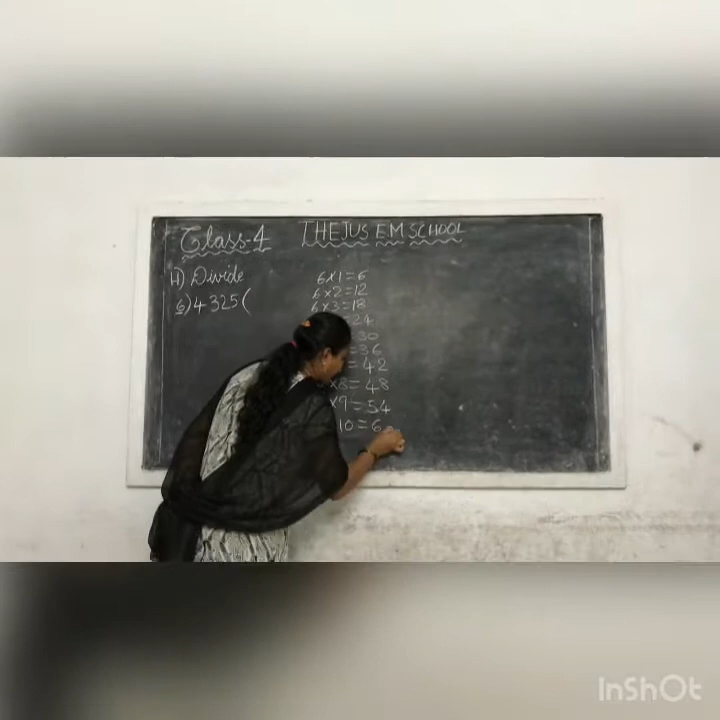 Class-4
THEJUS EM SCHOOL
H) Divide
6)4325(
6×1=6
6×2=12
6×3=18
24
30
=36
=42
×8=48
×9=54
10=6
InShOt